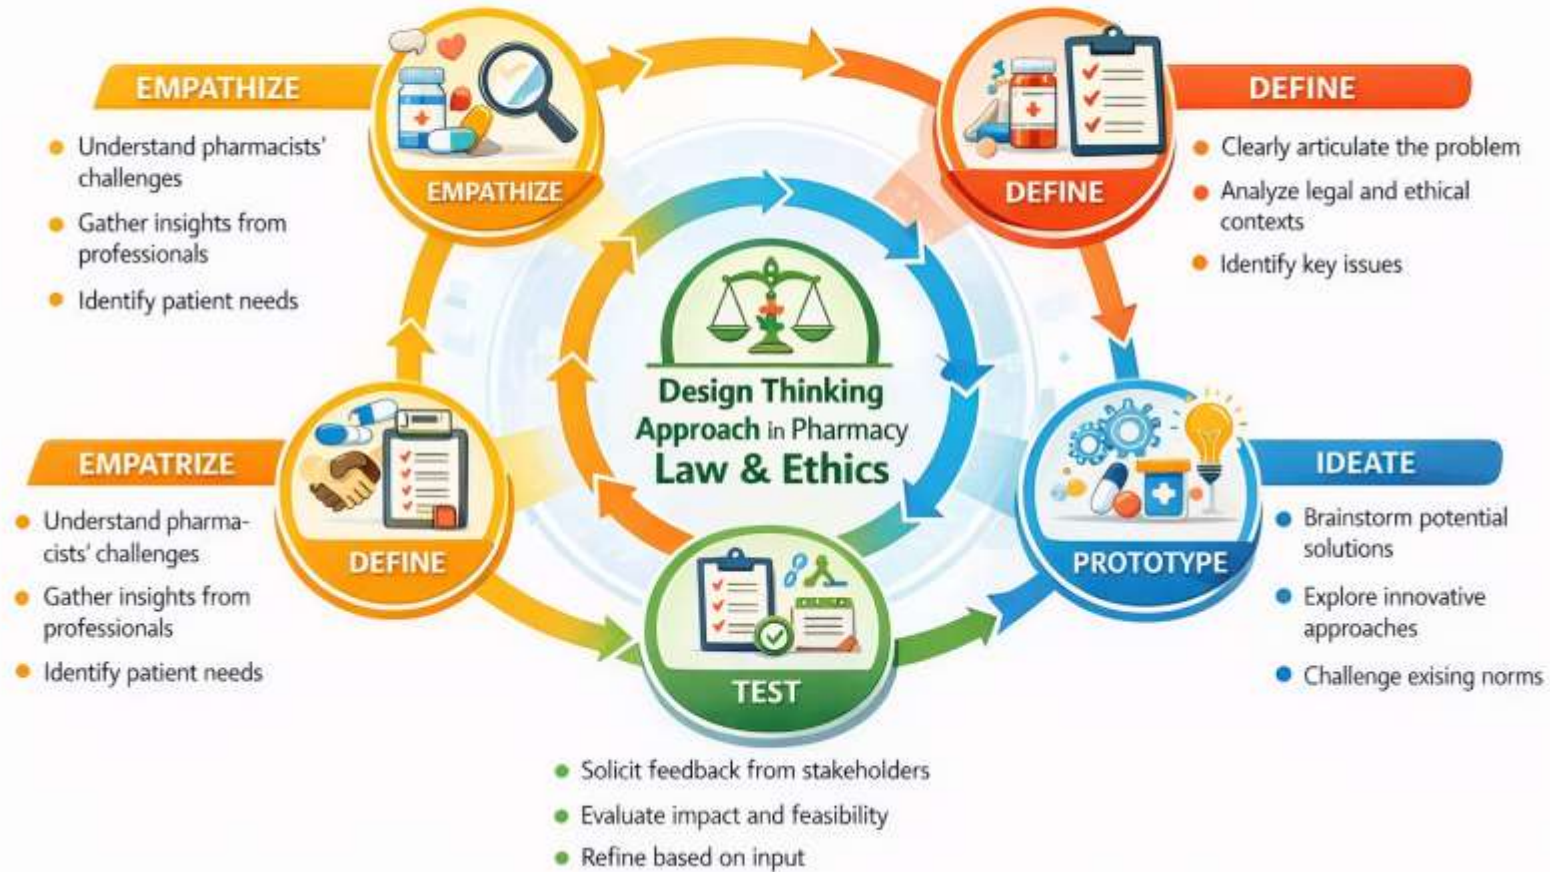 EMPATHIZE
Understand pharmacists'
challenges
Gather insights from
professionals
Identify patient needs
EMPATHIZE
DEFINE
DEFINE
Clearly articulate the problem
Analyze legal and ethical
contexts
Identify key issues
Design Thinking
Approach in Pharmacy
Law & Ethics
EMPATRIZE
Understand pharma-
cists' challenges
Gather insights from
professionals
Identify patient needs
DEFINE
PROTOTYPE
IDEATE
Brainstorm potential
solutions
Explore innovative
approaches
Challenge exising norms
TEST
Solicit feedback from stakeholders
Evaluate impact and feasibility
Refine based on input